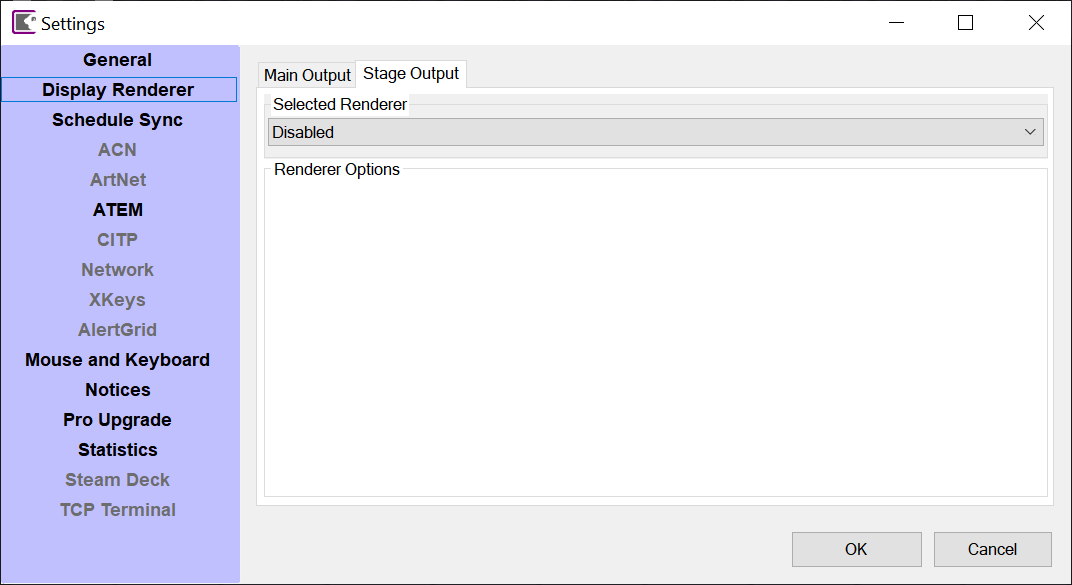 Settings
General
Display Renderer
Schedule Sync
ACN
ArtNet
ATEM
CITP
Network
XKeys
AlertGrid
Mouse and Keyboard
Notices
Pro Upgrade
Statistics
Steam Deck
TCP Terminal
Main Output
Stage Output
Selected Renderer
Disabled
Renderer Options
OK
Cancel